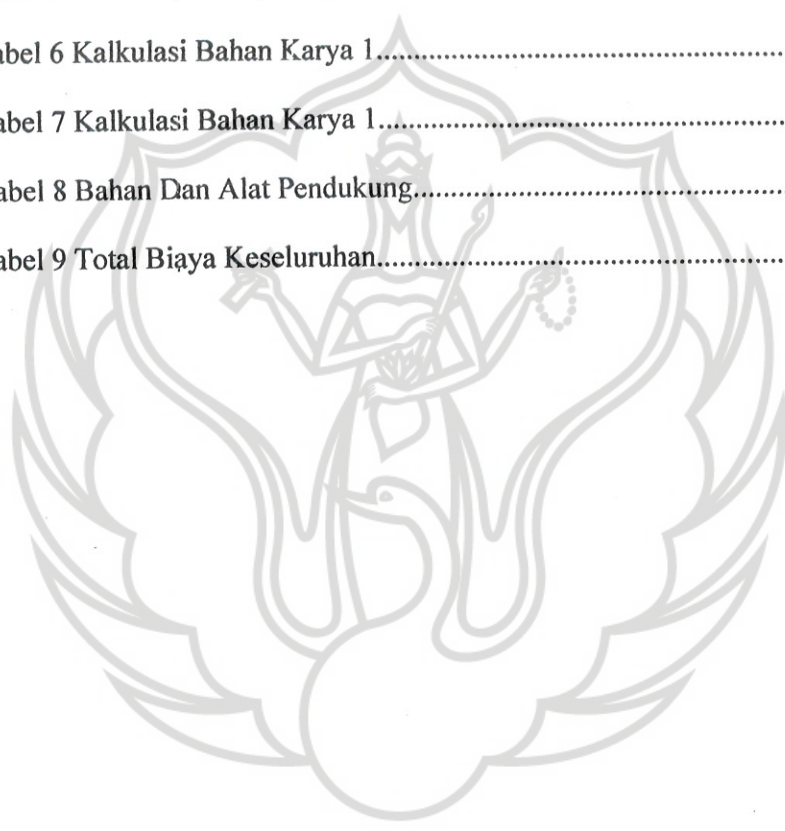 abel 6 Kalkulasi Bahan Karya 1......................................................
abel 7 Kalkulasi Bahan Karya 1......................................................
abel 8 Bahan Dan Alat Pendukung.................................................
abel 9 Total Biaya Keseluruhan......................................................